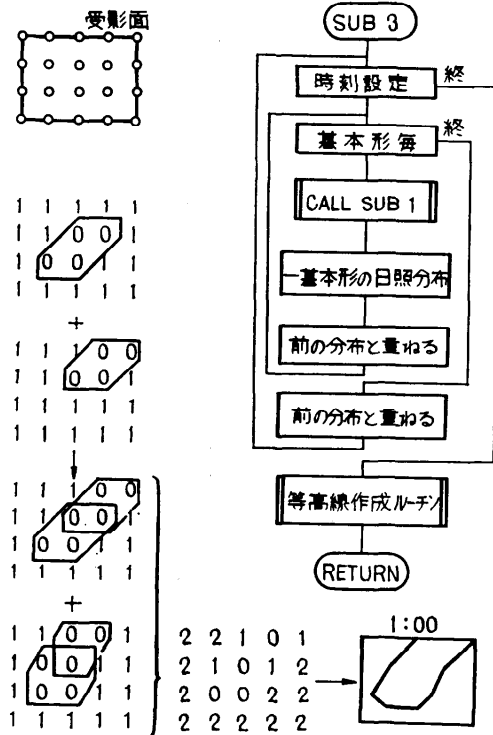 受影面
1 1 1 1 1
1 1 0 0 1
1 0 0 1 1
1 1 1 1 1
+
1 1 1 0 0
1 1 0 0 1
1 1 1 1 1
1 1 1 1 1
1 1 1 0 0
1 1 0 0 1
1 0 0 1 1
1 1 1 1 1
+
1 1 0 0 1
1 0 0 1 1
1 0 0 1 1
1 1 1 1 1
2 2 1 0 1
2 1 0 1 2
2 0 0 2 2
2 2 2 2 2
1:00
SUB 3
時刻設定
終
基本形毎
終
CALL SUB 1
一基本形の日照分布
前の分布と重ねる
前の分布と重ねる
等高線作成ルーチン
RETURN